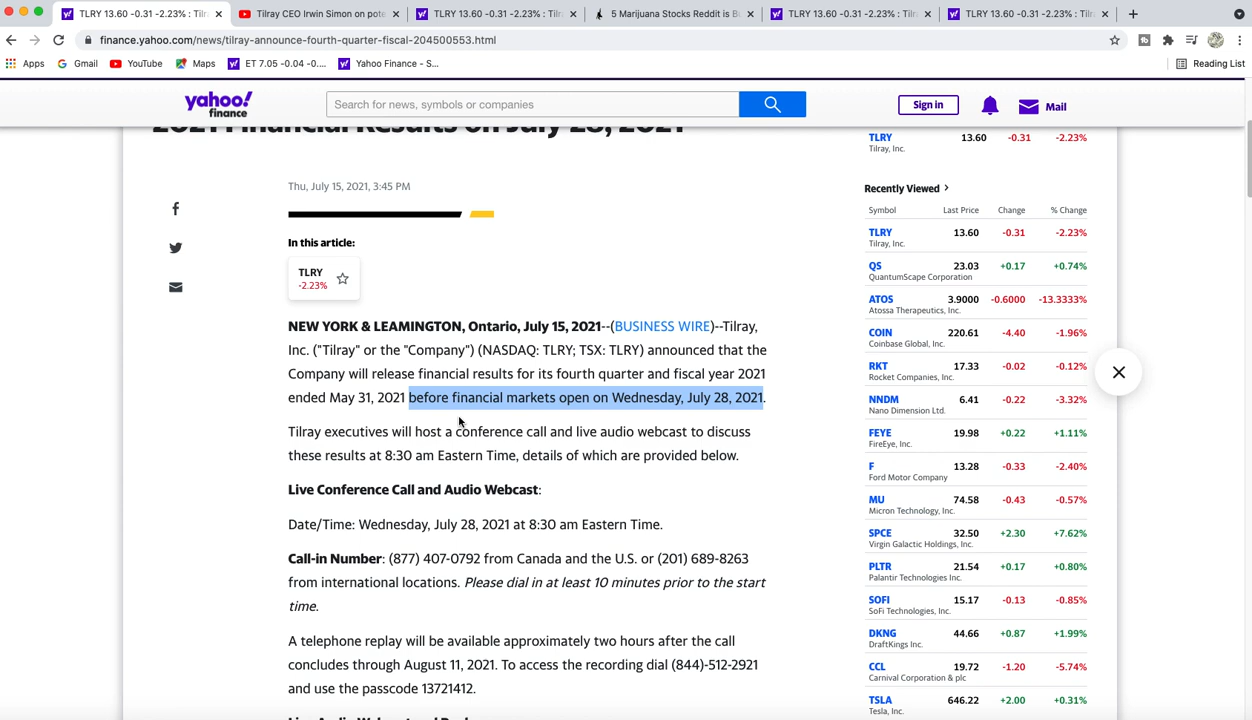 TLRY 13.60 -0.31 -2.23% : Tilr
Tilray CEO Irwin Simon on pote
TLRY 13.60 -0.31 -2.23% : Tilr
5 Marijuana Stocks Reddit is B
TLRY 13.60 -0.31 -2.23% : Tilr
TLRY 13.60 -0.31 -2.23% : Tilr
finance.yahoo.com/news/tilray-announce-fourth-quarter-fiscal-204500553.html
Apps
Gmail
YouTube
Maps
ET 7.05 -0.04 -0....
Yahoo Finance - S...
Reading List
yahoo!
finance
Search for news, symbols or companies
Sign in
Mail
2021 Financial Results on July 28, 2021
Thu, July 15, 2021, 3:45 PM
In this article:
TLRY
-2.23%
NEW YORK & LEAMINGTON, Ontario, July 15, 2021--(BUSINESS WIRE)--Tilray,
Inc. ("Tilray" or the "Company") (NASDAQ: TLRY; TSX: TLRY) announced that the
Company will release financial results for its fourth quarter and fiscal year 2021
ended May 31, 2021 before financial markets open on Wednesday, July 28, 2021.
Tilray executives will host a conference call and live audio webcast to discuss
these results at 8:30 am Eastern Time, details of which are provided below.
Live Conference Call and Audio Webcast:
Date/Time: Wednesday, July 28, 2021 at 8:30 am Eastern Time.
Call-in Number: (877) 407-0792 from Canada and the U.S. or (201) 689-8263
from international locations. Please dial in at least 10 minutes prior to the start
time.
A telephone replay will be available approximately two hours after the call
concludes through August 11, 2021. To access the recording dial (844)-512-2921
and use the passcode 13721412.
TLRY 13.60 -0.31 -2.23%
Tilray, Inc.
Recently Viewed >
Symbol Last Price Change % Change
TLRY 13.60 -0.31 -2.23%
Tilray, Inc.
QS 23.03 +0.17 +0.74%
QuantumScape Corporation
ATOS 3.9000 -0.6000 -13.3333%
Atossa Therapeutics, Inc.
COIN 220.61 -4.40 -1.96%
Coinbase Global, Inc.
RKT 17.33 -0.02 -0.12%
Rocket Companies, Inc.
NNDM 6.41 -0.22 -3.32%
Nano Dimension Ltd.
FEYE 19.98 +0.22 +1.11%
FireEye, Inc.
F 13.28 -0.33 -2.40%
Ford Motor Company
MU 74.58 -0.43 -0.57%
Micron Technology, Inc.
SPCE 32.50 +2.30 +7.62%
Virgin Galactic Holdings, Inc.
PLTR 21.54 +0.17 +0.80%
Palantir Technologies Inc.
SOFI 15.17 -0.13 -0.85%
SoFi Technologies, Inc.
DKNG 44.66 +0.87 +1.99%
DraftKings Inc.
CCL 19.72 -1.20 -5.74%
Carnival Corporation & plc
TSLA 646.22 +2.00 +0.31%
Tesla, Inc.